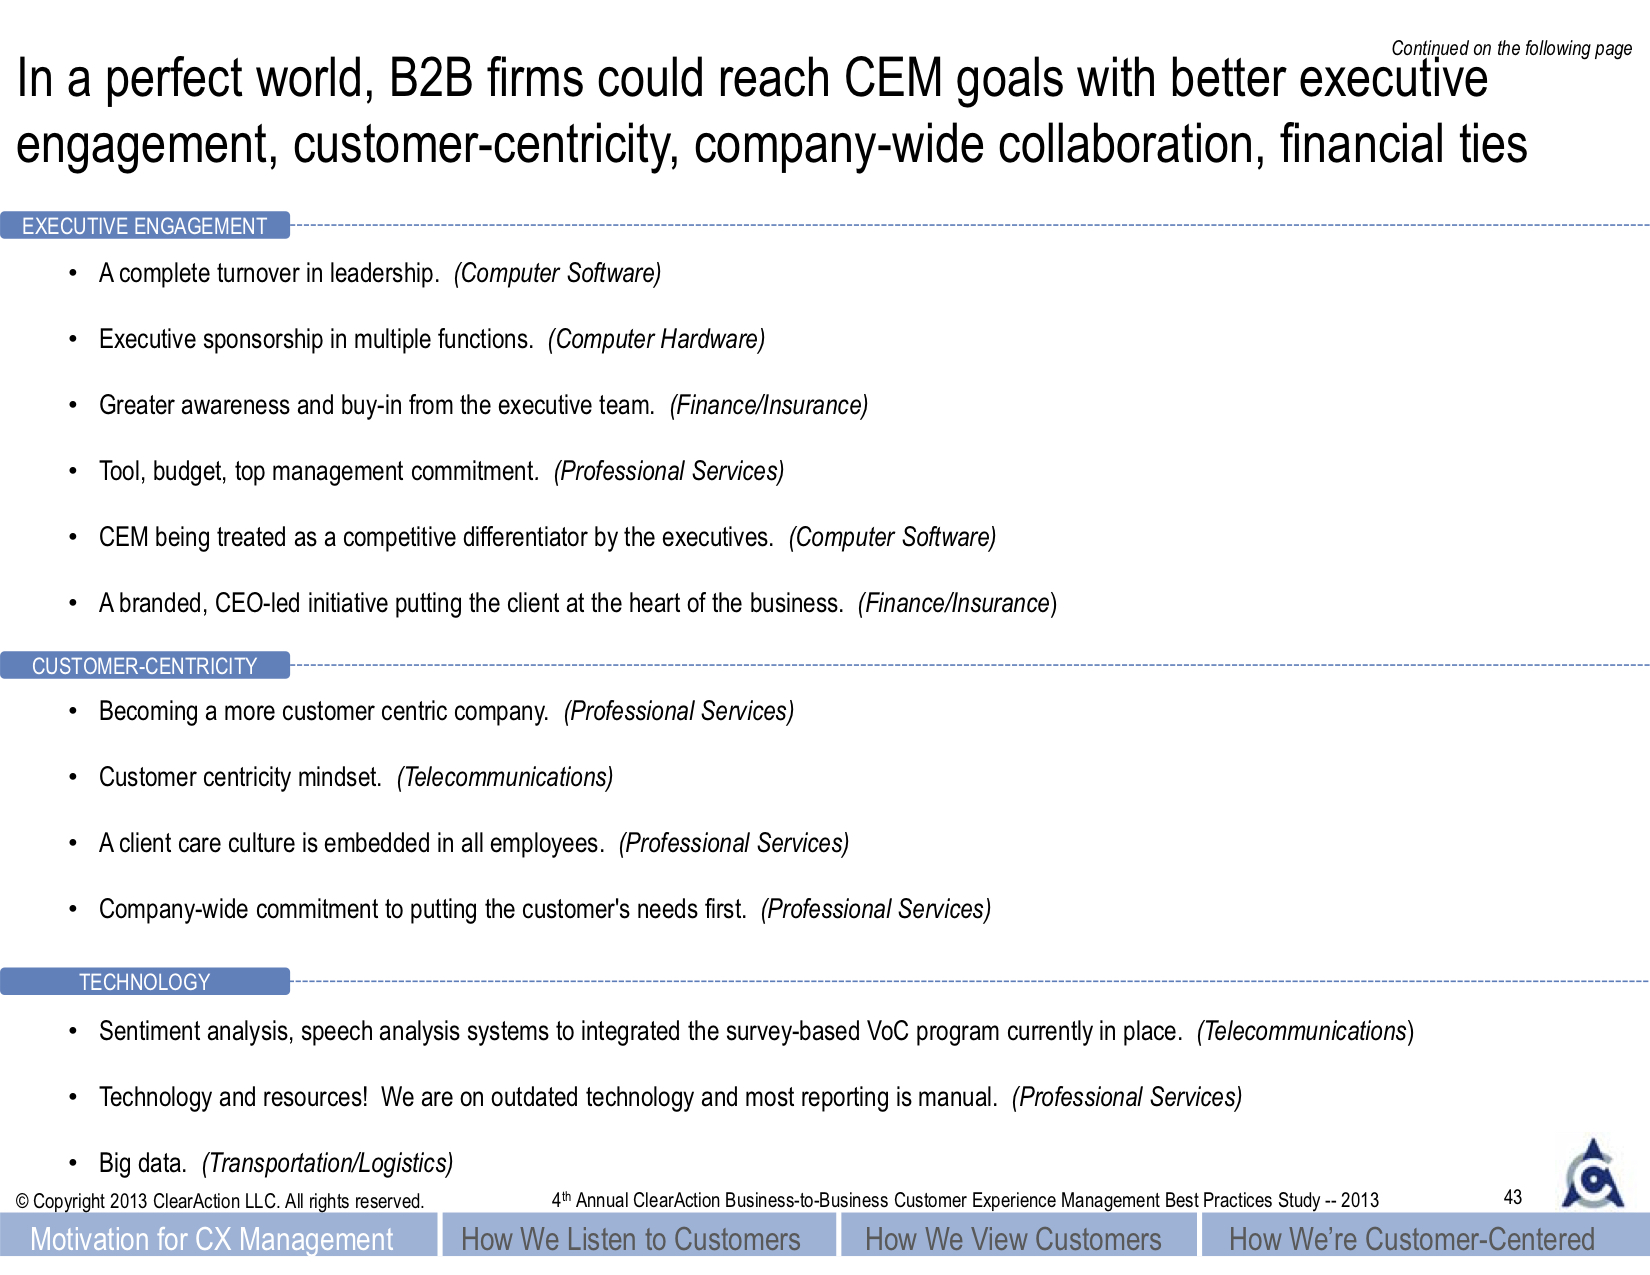 Continued on the following page
In a perfect world, B2B firms could reach CEM goals with better executive
engagement, customer-centricity, company-wide collaboration, financial ties
EXECUTIVE ENGAGEMENT
• A complete turnover in leadership. (Computer Software)
• Executive sponsorship in multiple functions. (Computer Hardware)
• Greater awareness and buy-in from the executive team. (Finance/Insurance)
• Tool, budget, top management commitment. (Professional Services)
• CEM being treated as a competitive differentiator by the executives. (Computer Software)
• A branded, CEO-led initiative putting the client at the heart of the business. (Finance/Insurance)
CUSTOMER-CENTRICITY
• Becoming a more customer centric company. (Professional Services)
• Customer centricity mindset. (Telecommunications)
• A client care culture is embedded in all employees. (Professional Services)
• Company-wide commitment to putting the customer's needs first. (Professional Services)
TECHNOLOGY
• Sentiment analysis, speech analysis systems to integrated the survey-based VoC program currently in place. (Telecommunications)
• Technology and resources! We are on outdated technology and most reporting is manual. (Professional Services)
• Big data. (Transportation/Logistics)
© Copyright 2013 ClearAction LLC. All rights reserved. 4th Annual ClearAction Business-to-Business Customer Experience Management Best Practices Study -- 2013 43
Motivation for CX Management How We Listen to Customers How We View Customers How We’re Customer-Centered